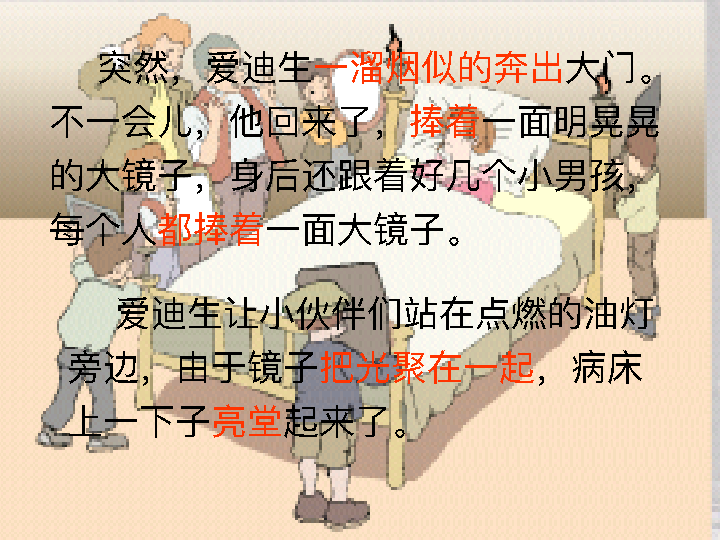 突然，爱迪生一溜烟似的奔出大门。
不一会儿，他回来了，捧着一面明晃晃
的大镜子，身后还跟着好几个小男孩，
每个人都捧着一面大镜子。
爱迪生让小伙伴们站在点燃的油灯
旁边，由于镜子把光聚在一起，病床
上一下子亮堂起来了。